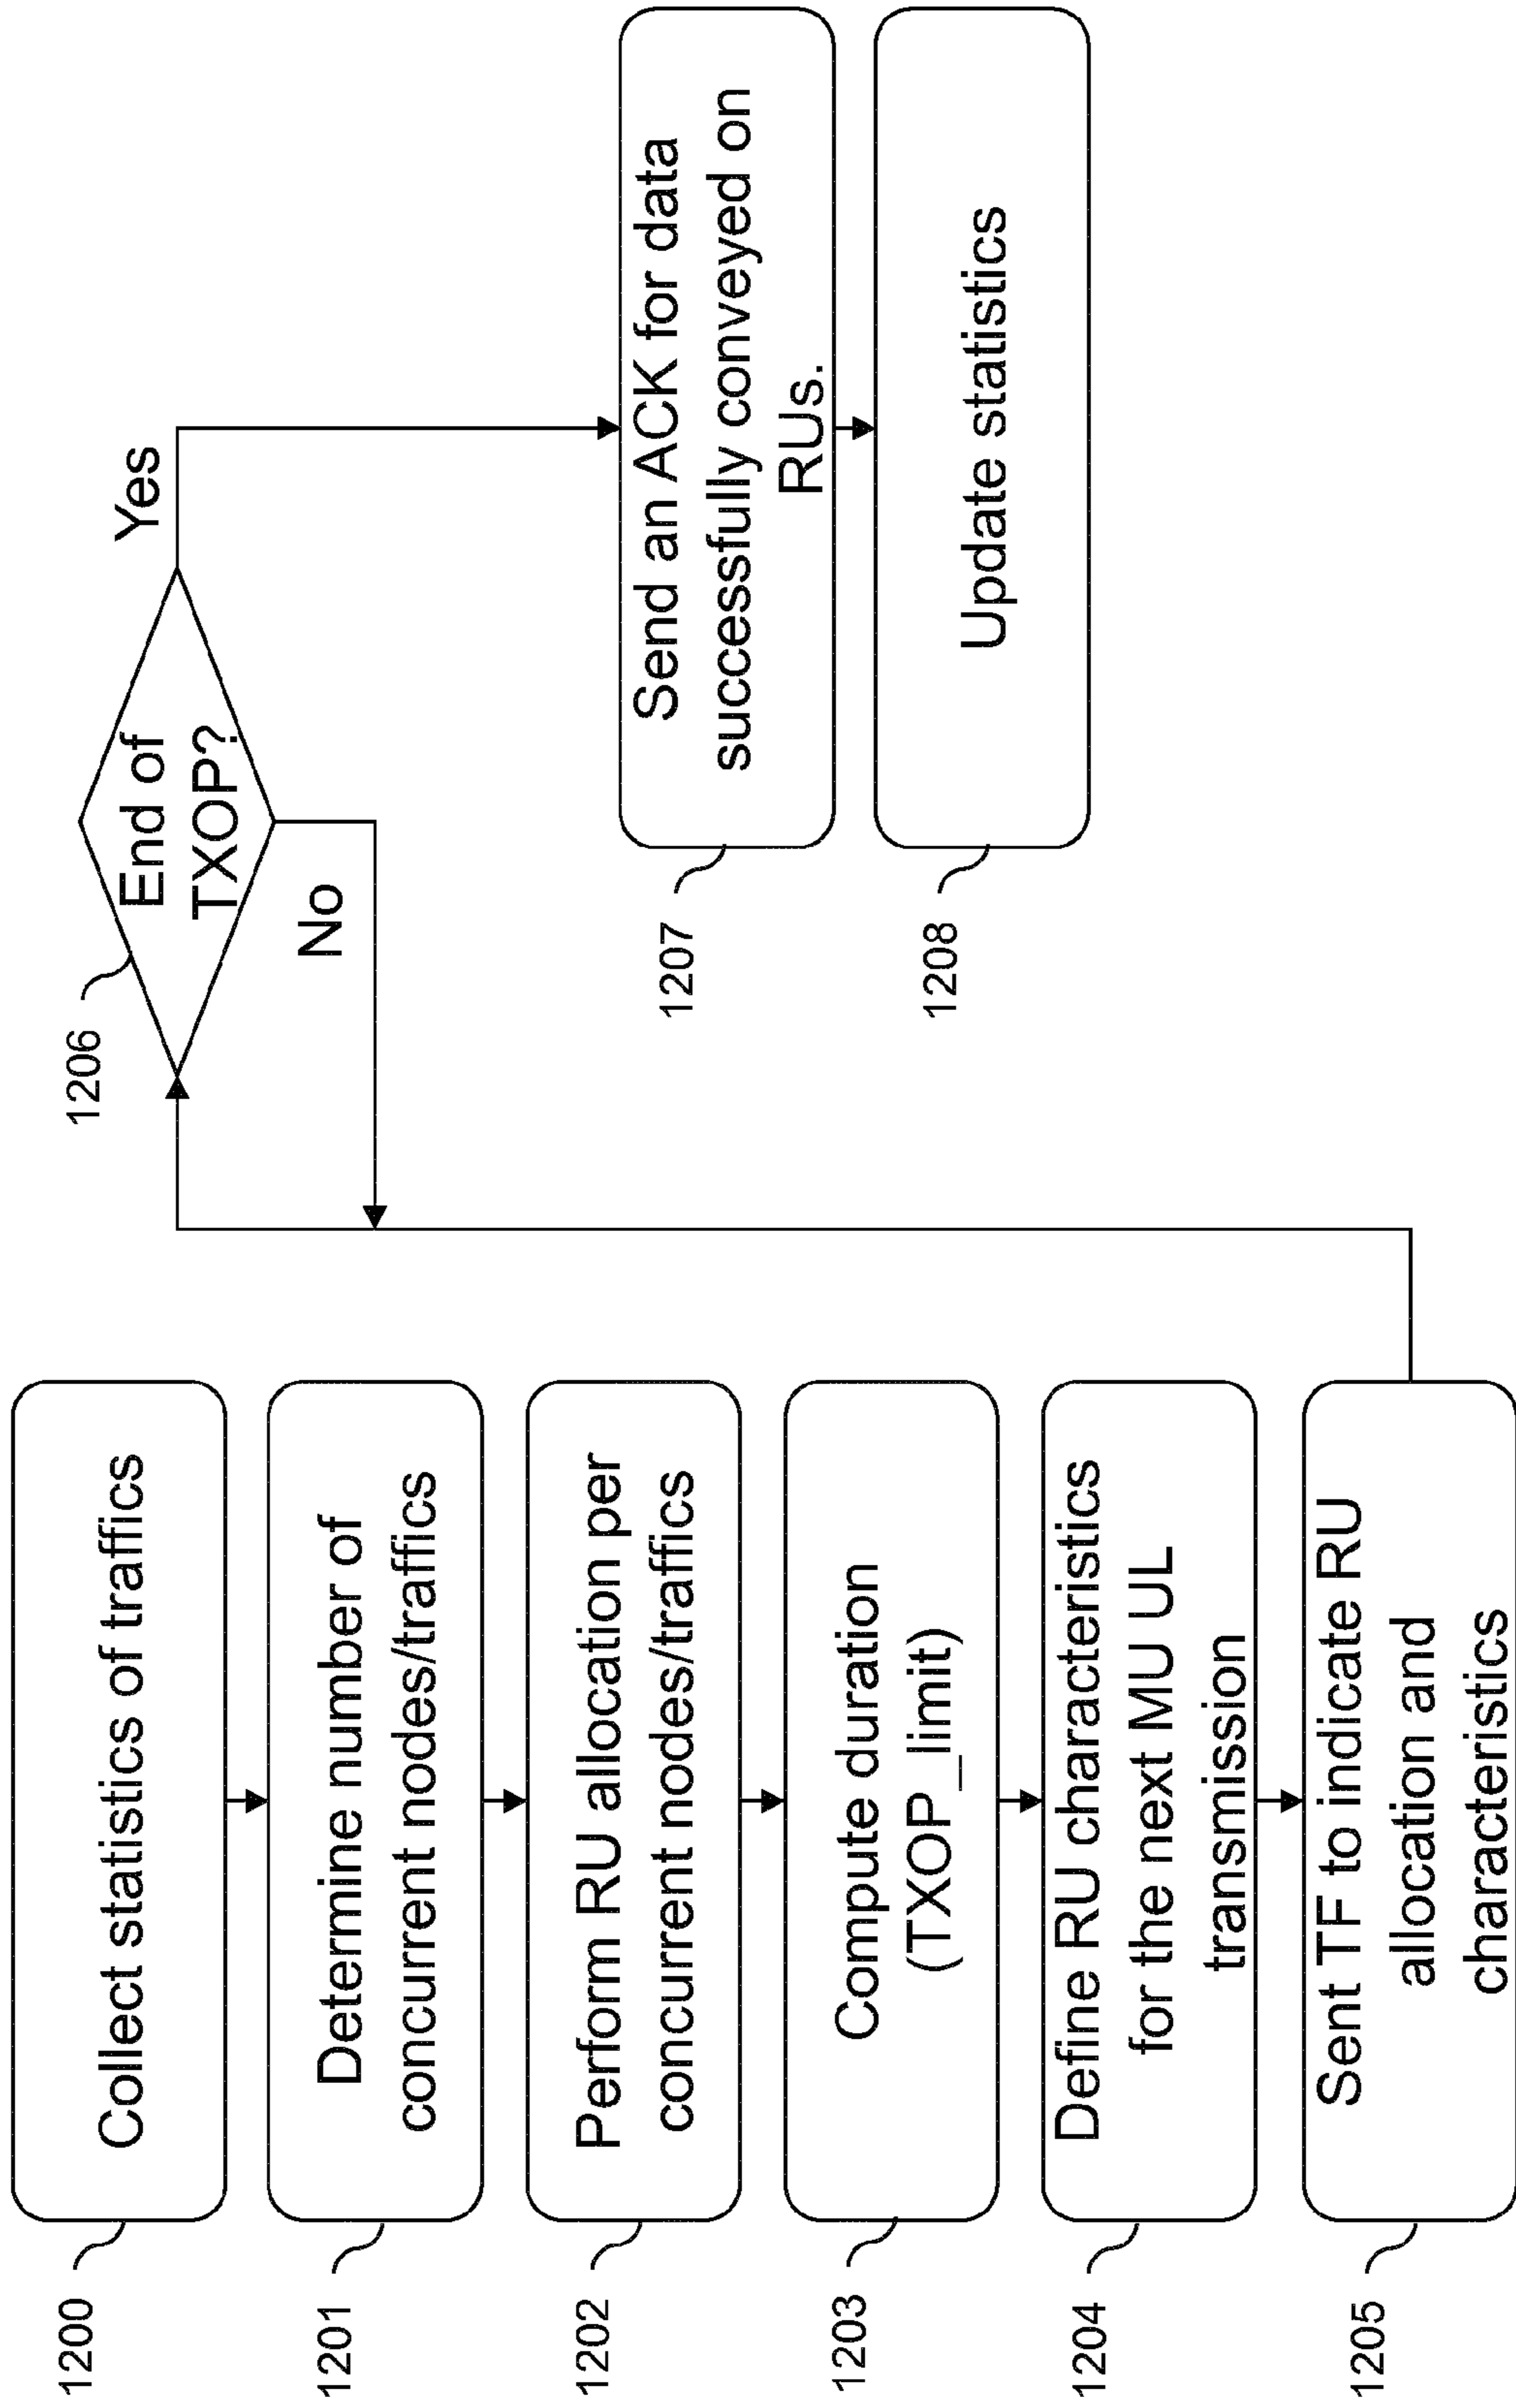 1200
Collect statistics of traffics
1201
Determine number of
concurrent nodes/traffics
1202
Perform RU allocation per
concurrent nodes/traffics
1203
Compute duration
(TXOP_limit)
1204
Define RU characteristics
for the next MU UL
transmission
1205
Sent TF to indicate RU
allocation and
characteristics
1206
End of
TXOP?
Yes
No
1207
Send an ACK for data
successfully conveyed on
RUs.
1208
Update statistics